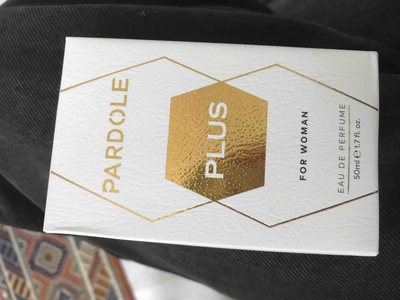 PARDOLE
PLUS
FOR WOMAN
EAU DE PERFUME
50ml e 1.7 fl. oz.